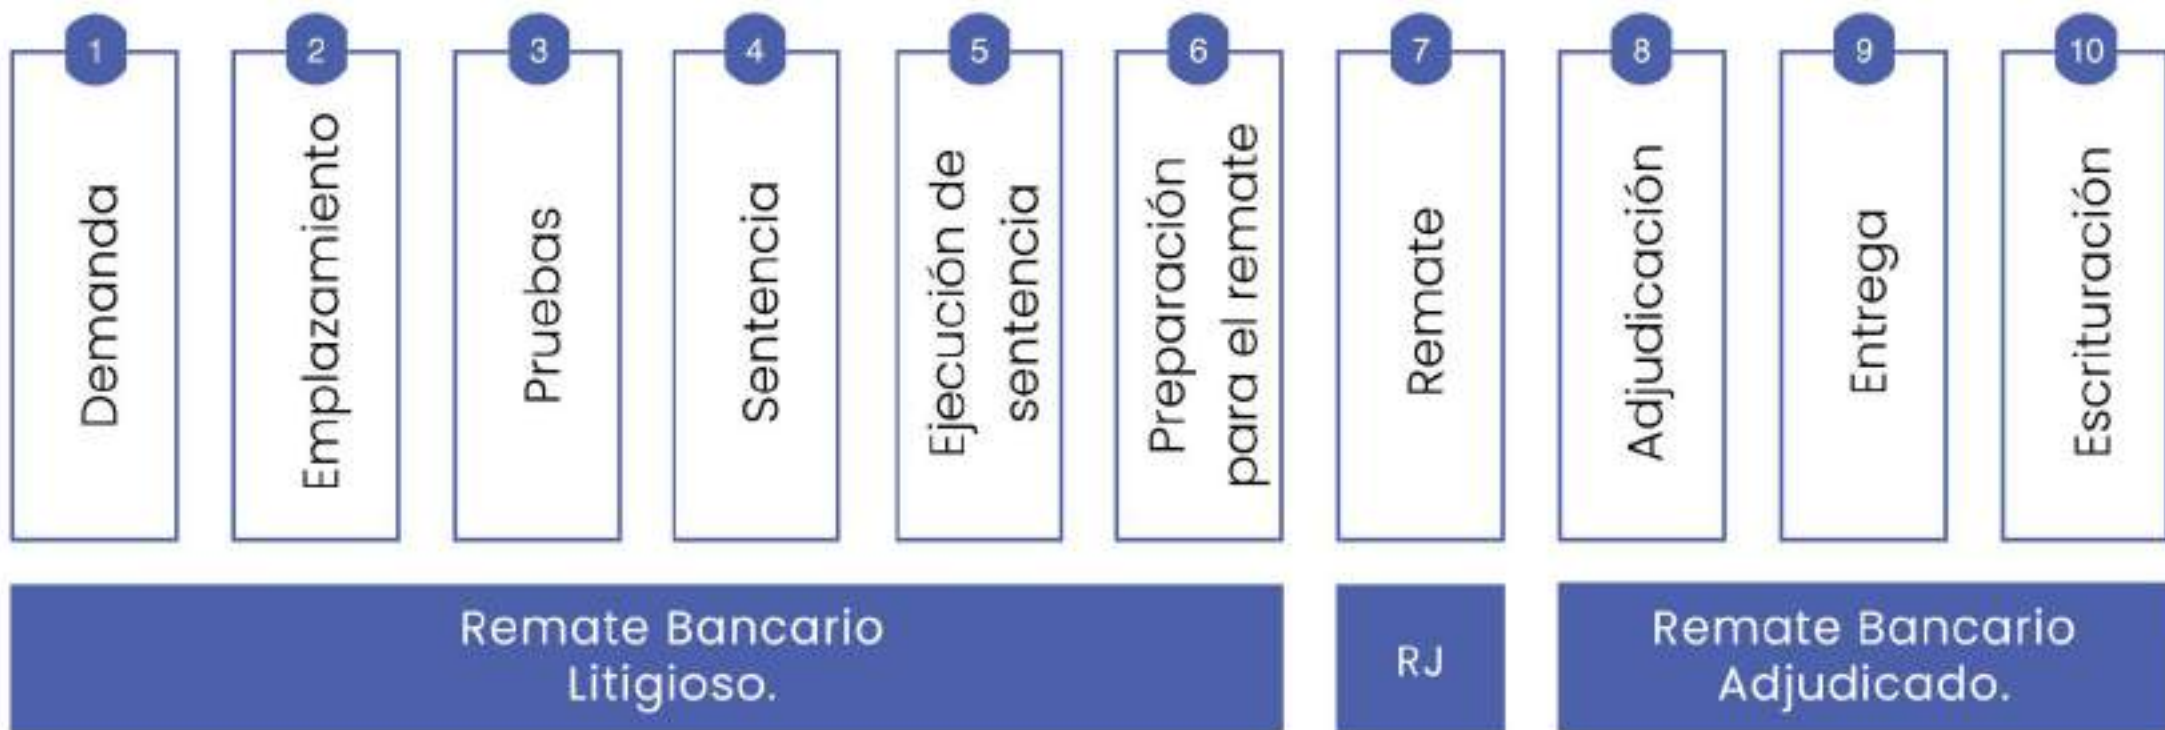 1
Demanda
2
Emplazamiento
3
Pruebas
4
Sentencia
5
Ejecución de
sentencia
6
Preparación
para el remate
7
Remate
8
Adjudicación
9
Entrega
10
Escrituración
Remate Bancario
Litigioso.
RJ
Remate Bancario
Adjudicado.